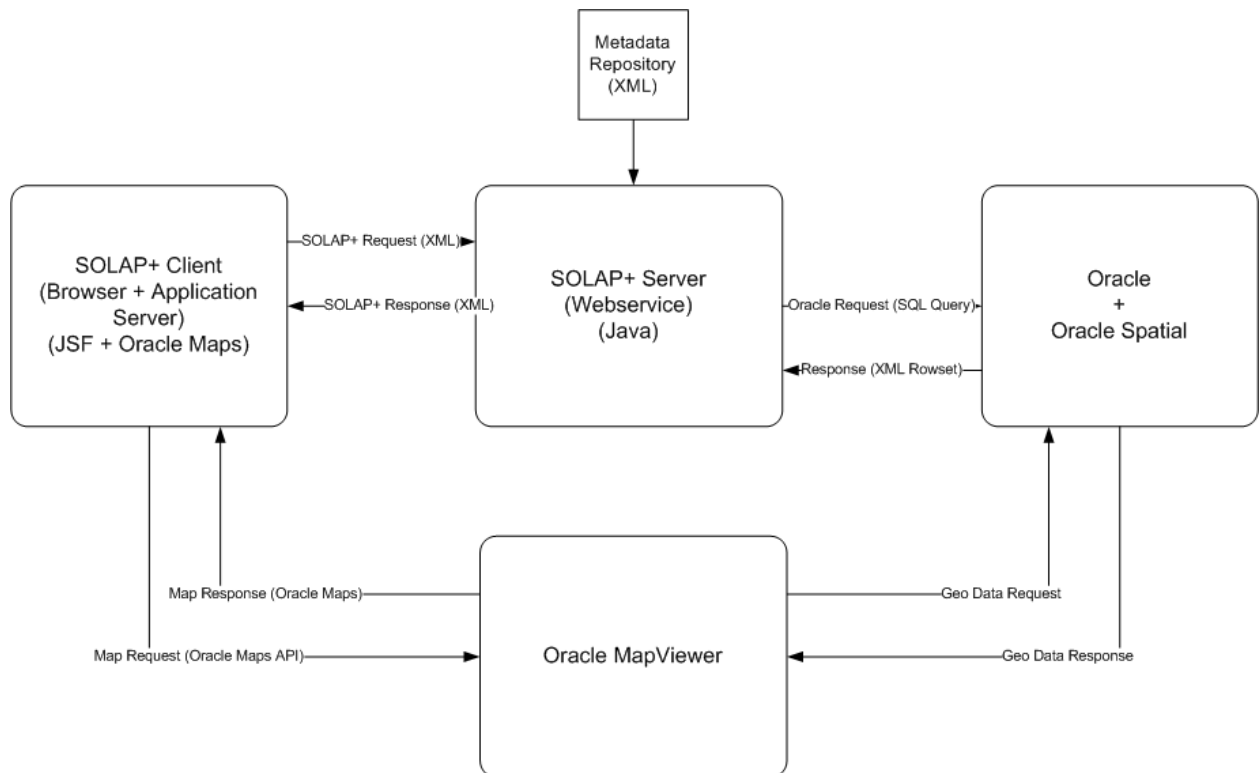 Metadata
Repository
(XML)
SOLAP+ Client
(Browser + Application
Server)
(JSF + Oracle Maps)
SOLAP+ Request (XML)
SOLAP+ Response (XML)
SOLAP+ Server
(Webservice)
(Java)
Oracle Request (SQL Query)
Response (XML Rowset)
Oracle
+
Oracle Spatial
Map Response (Oracle Maps)
Map Request (Oracle Maps API)
Oracle MapViewer
Geo Data Request
Geo Data Response